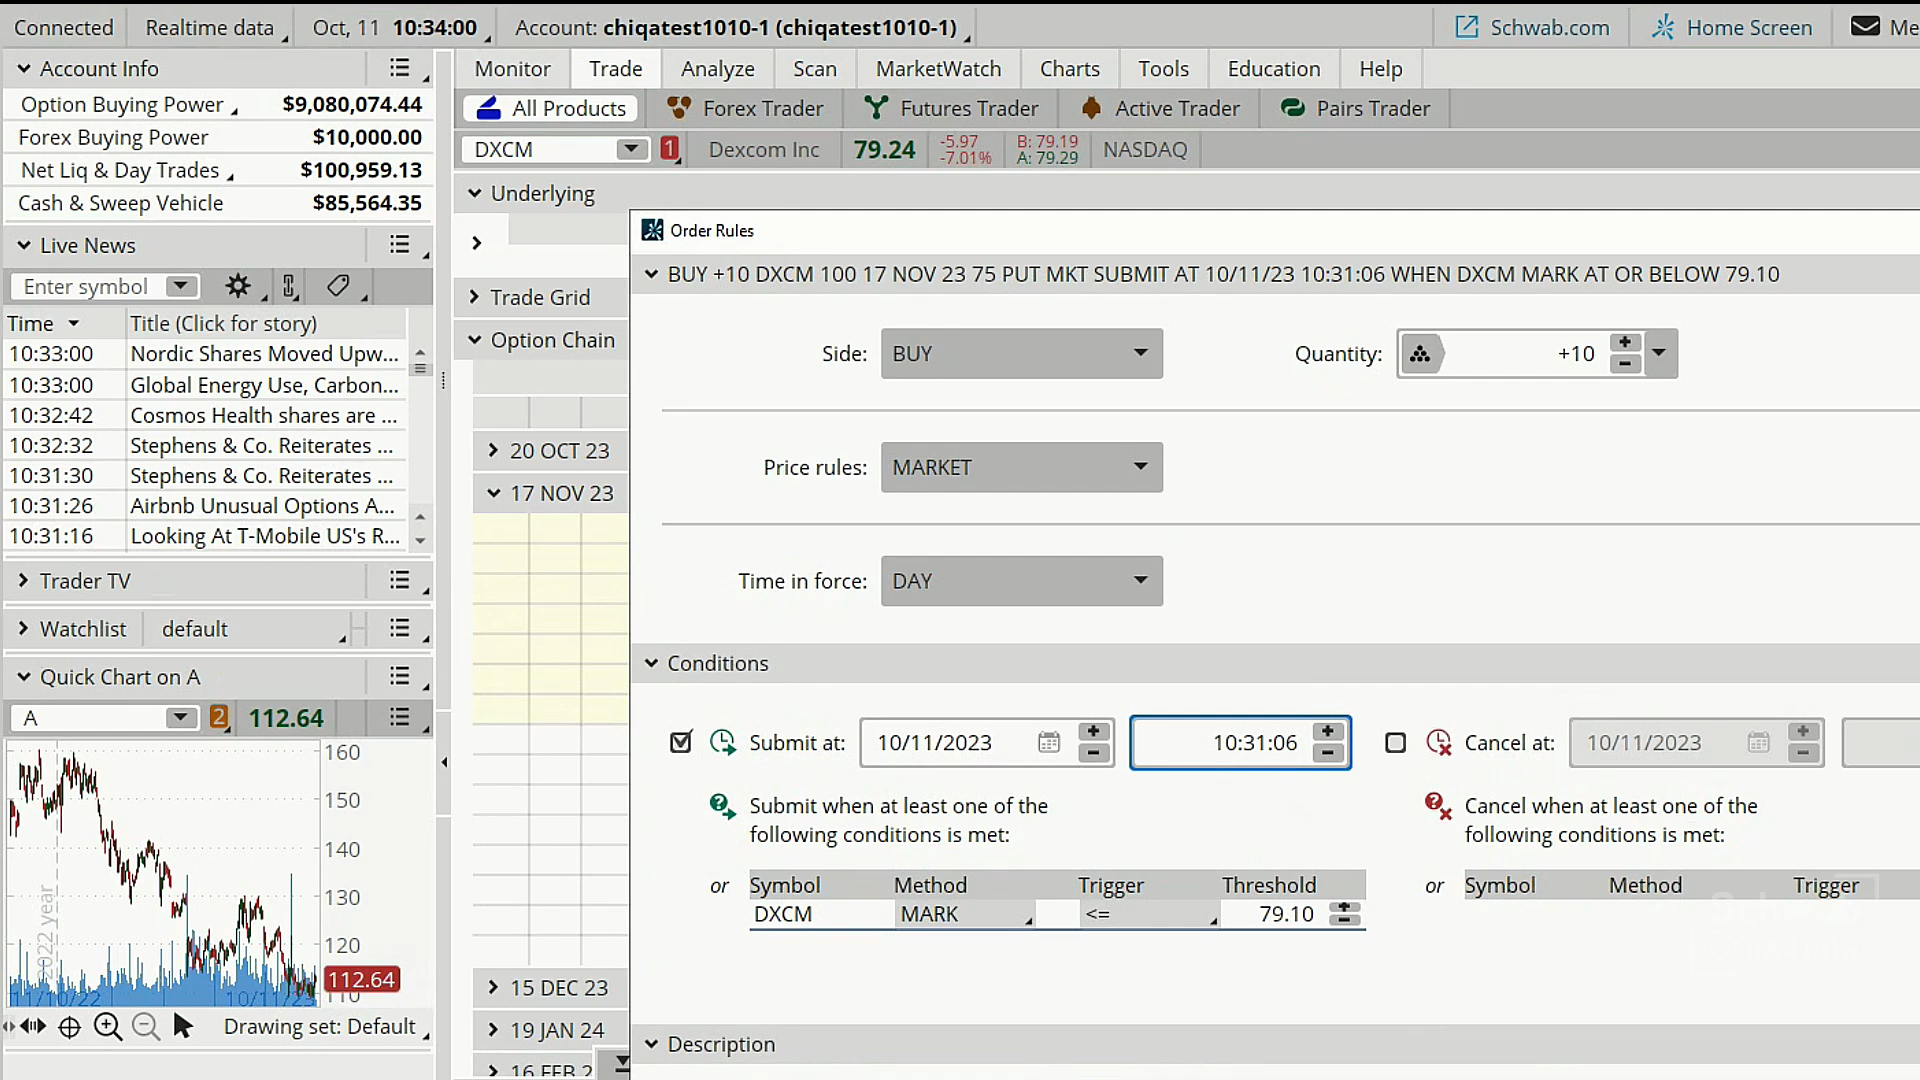 Connected Realtime data Oct, 11 10:34:00 Account: chiqatest1010-1 (chiqatest1010-1) Schwab.com Home Screen Me
Account Info
Option Buying Power $9,080,074.44
Forex Buying Power $10,000.00
Net Liq & Day Trades $100,959.13
Cash & Sweep Vehicle $85,564.35
Live News
Enter symbol
Time Title (Click for story)
10:33:00 Nordic Shares Moved Upw...
10:33:00 Global Energy Use, Carbon...
10:32:42 Cosmos Health shares are ...
10:32:32 Stephens & Co. Reiterates ...
10:31:30 Stephens & Co. Reiterates ...
10:31:26 Airbnb Unusual Options A...
10:31:16 Looking At T-Mobile US's R...
Trader TV
Watchlist default
Quick Chart on A
A 2 112.64
160
150
140
130
120
112.64
110
2022 year
11/10/22 10/11/23
Drawing set: Default
Monitor Trade Analyze Scan MarketWatch Charts Tools Education Help
All Products Forex Trader Futures Trader Active Trader Pairs Trader
DXCM 1 Dexcom Inc 79.24 -5.97 -7.01% B: 79.19 A: 79.29 NASDAQ
Underlying
Trade Grid
Option Chain
20 OCT 23
17 NOV 23
15 DEC 23
19 JAN 24
16 FEB 2
Order Rules
BUY +10 DXCM 100 17 NOV 23 75 PUT MKT SUBMIT AT 10/11/23 10:31:06 WHEN DXCM MARK AT OR BELOW 79.10
Side: BUY Quantity: +10
Price rules: MARKET
Time in force: DAY
Conditions
Submit at: 10/11/2023 10:31:06 Cancel at: 10/11/2023
Submit when at least one of the
following conditions is met:
Cancel when at least one of the
following conditions is met:
or Symbol Method Trigger Threshold
DXCM MARK <= 79.10
or Symbol Method Trigger
Description